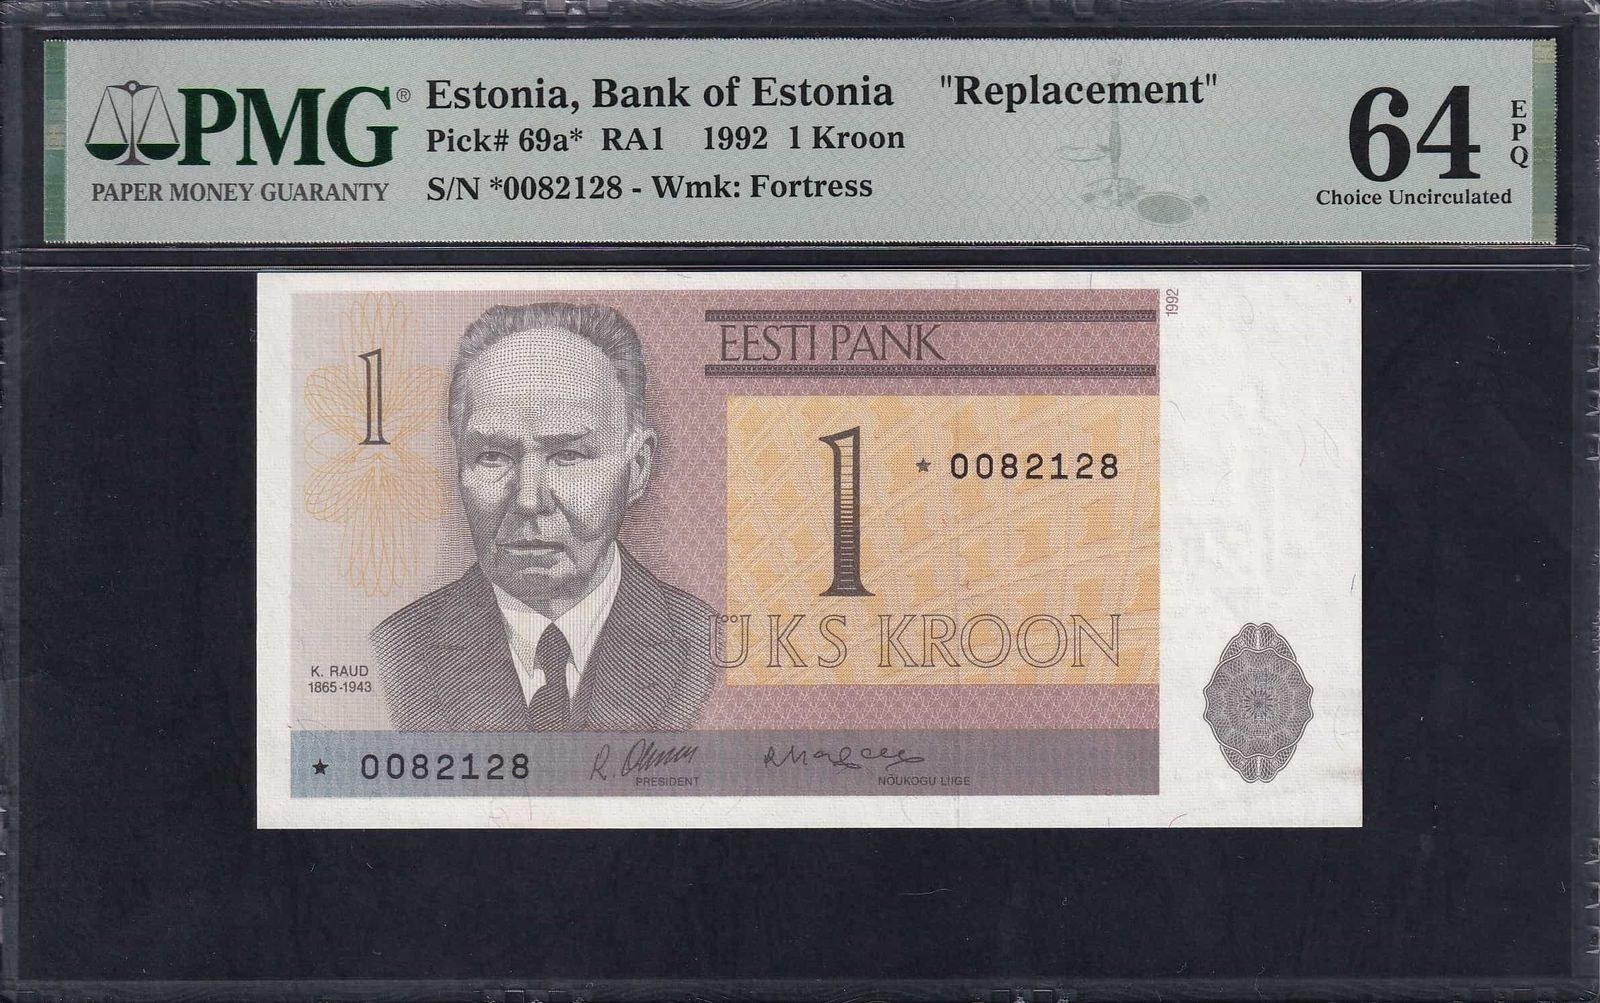 PMG®
PAPER MONEY GUARANTY
Estonia, Bank of Estonia "Replacement"
Pick# 69a* RA1 1992 1 Kroon
S/N *0082128 - Wmk: Fortress
64 EPQ
Choice Uncirculated
1992
EESTI PANK
1
1
* 0082128
ÜKS KROON
K. RAUD
1865-1943
* 0082128
PRESIDENT
NÕUKOGU LIIGE